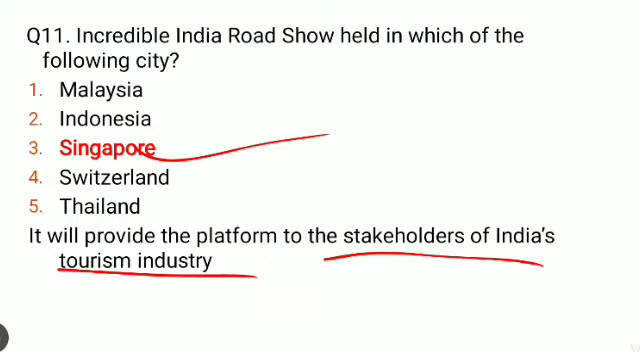 Q11. Incredible India Road Show held in which of the
following city?
1. Malaysia
2. Indonesia
3. Singapore
4. Switzerland
5. Thailand
It will provide the platform to the stakeholders of India's
tourism industry